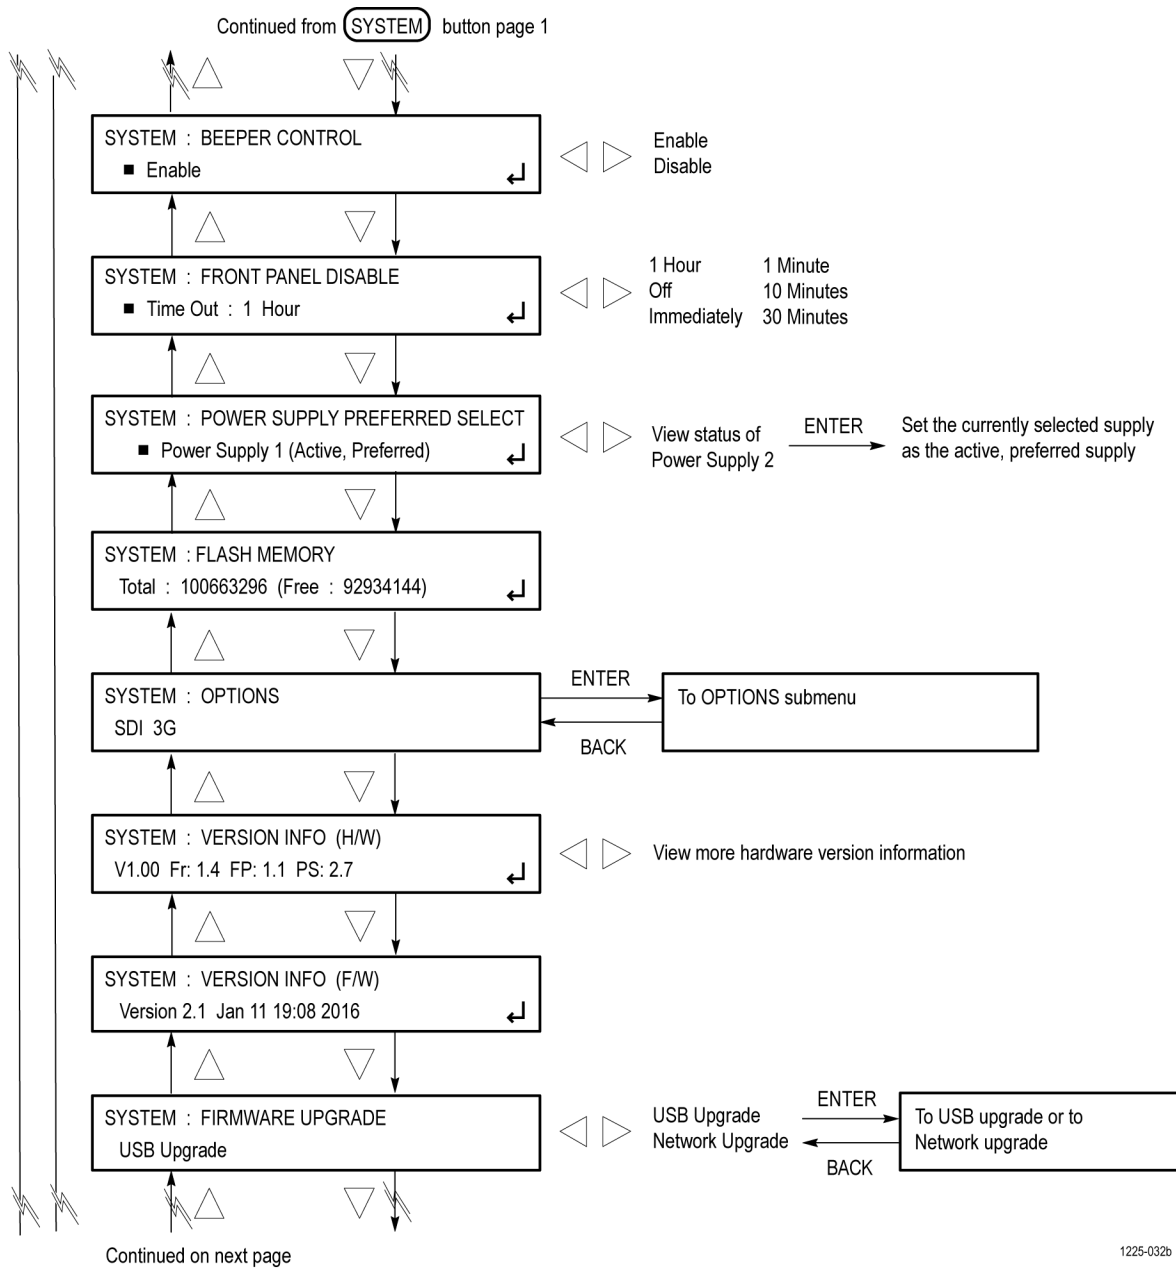 Continued from SYSTEM button page 1
SYSTEM : BEEPER CONTROL
■ Enable
Enable
Disable
SYSTEM : FRONT PANEL DISABLE
■ Time Out : 1 Hour
1 Hour 1 Minute
Off 10 Minutes
Immediately 30 Minutes
SYSTEM : POWER SUPPLY PREFERRED SELECT
■ Power Supply 1 (Active, Preferred)
View status of
Power Supply 2
ENTER
Set the currently selected supply
as the active, preferred supply
SYSTEM : FLASH MEMORY
Total : 100663296 (Free : 92934144)
SYSTEM : OPTIONS
SDI 3G
ENTER
BACK
To OPTIONS submenu
SYSTEM : VERSION INFO (H/W)
V1.00 Fr: 1.4 FP: 1.1 PS: 2.7
View more hardware version information
SYSTEM : VERSION INFO (F/W)
Version 2.1 Jan 11 19:08 2016
SYSTEM : FIRMWARE UPGRADE
USB Upgrade
USB Upgrade
Network Upgrade
ENTER
BACK
To USB upgrade or to
Network upgrade
Continued on next page
1225-032b